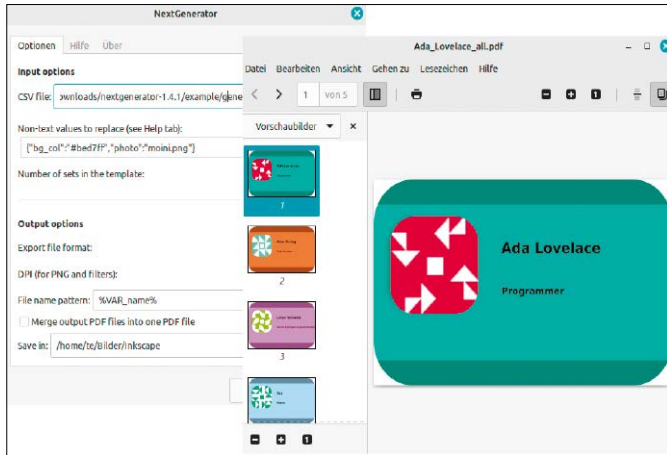 NextGenerator
Optionen Hilfe Über
Input options
CSV file: ownloads/nextgenerator-1.4.1/example/gene
Non-text values to replace (see Help tab):
{"bg_col":"#bed7ff","photo":"moini.png"}
Number of sets in the template:
Output options
Export file format:
DPI (for PNG and filters):
File name pattern: %VAR_name%
Merge output PDF files into one PDF file
Save in: /home/te/Bilder/Inkscape
Ada_Lovelace_all.pdf
Datei Bearbeiten Ansicht Gehen zu Lesezeichen Hilfe
1 von 5
Vorschaubilder
1
2
3
Ada Lovelace
Programmer